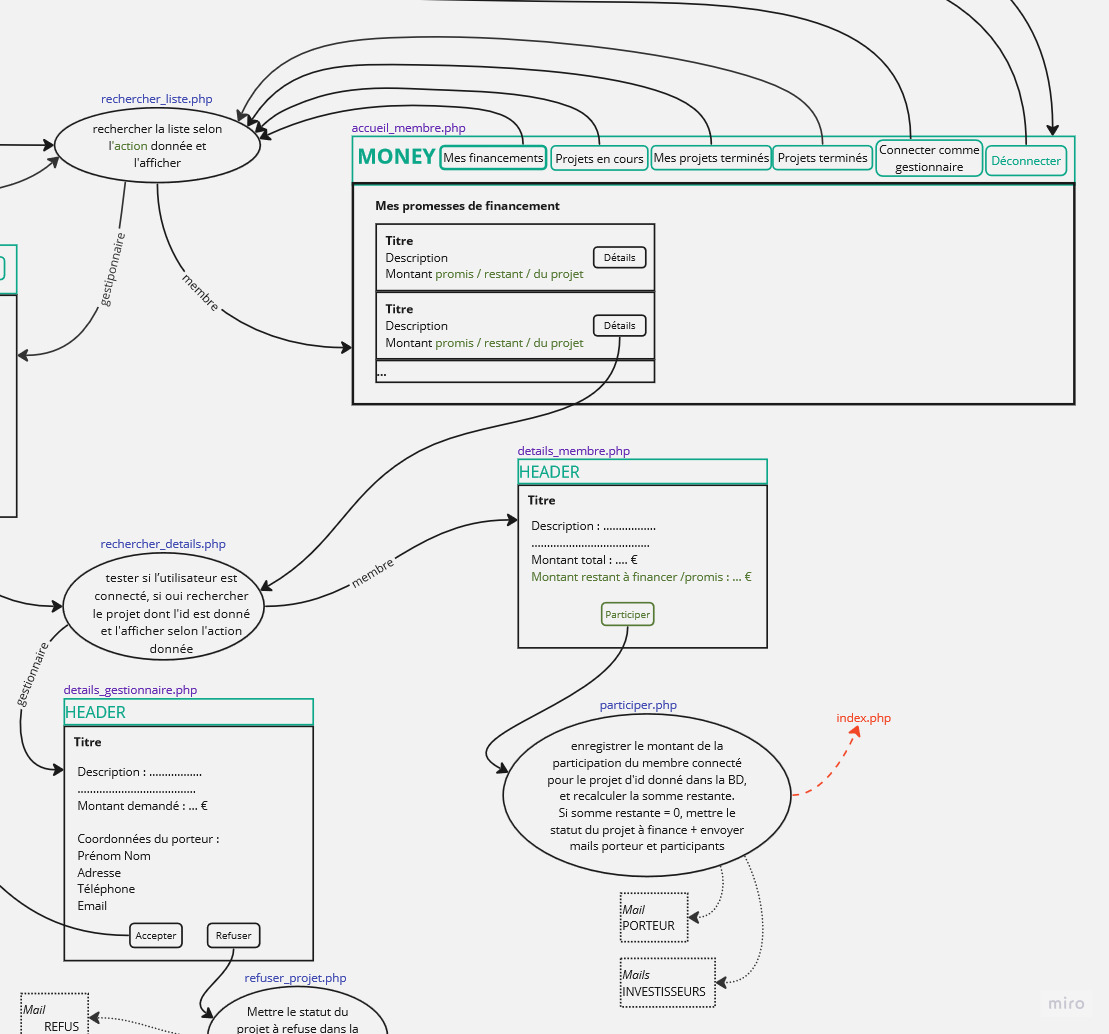 rechercher_liste.php
rechercher la liste selon
l'action donnée et
l'afficher
gestiponnaire
membre
accueil_membre.php
MONEY
Mes financements
Projets en cours
Mes projets terminés
Projets terminés
Connecter comme
gestionnaire
Déconnecter
Mes promesses de financement
Titre
Description
Montant promis / restant / du projet
Détails
Titre
Description
Montant promis / restant / du projet
Détails
...
rechercher_details.php
tester si l’utilisateur est
connecté, si oui rechercher
le projet dont l'id est donné
et l'afficher selon l'action
donnée
membre
gestionnaire
details_membre.php
HEADER
Titre
Description : .................
......................................
Montant total : .... €
Montant restant à financer /promis : ... €
Participer
details_gestionnaire.php
HEADER
Titre
Description : .................
......................................
Montant demandé : ... €
Coordonnées du porteur :
Prénom Nom
Adresse
Téléphone
Email
Accepter
Refuser
participer.php
enregistrer le montant de la
participation du membre connecté
pour le projet d'id donné dans la BD,
et recalculer la somme restante.
Si somme restante = 0, mettre le
statut du projet à finance + envoyer
mails porteur et participants
index.php
Mail
PORTEUR
Mails
INVESTISSEURS
refuser_projet.php
Mettre le statut du
projet à refuse dans la
Mail
REFUS
miro